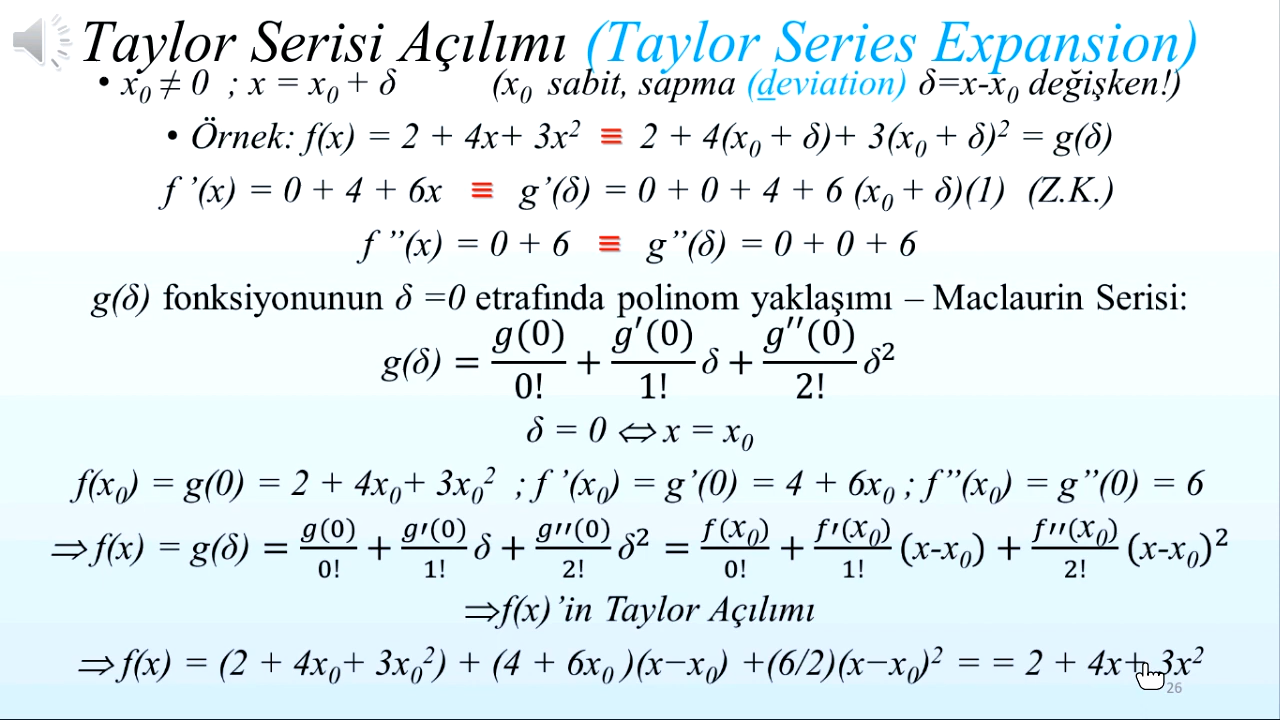 Taylor Serisi Açılımı (Taylor Series Expansion)
• x₀ ≠ 0 ; x = x₀ + δ (x₀ sabit, sapma (deviation) δ=x-x₀ değişken!)
• Örnek: f(x) = 2 + 4x+ 3x² ≡ 2 + 4(x₀ + δ)+ 3(x₀ + δ)² = g(δ)
f ’(x) = 0 + 4 + 6x ≡ g’(δ) = 0 + 0 + 4 + 6 (x₀ + δ)(1) (Z.K.)
f ’’(x) = 0 + 6 ≡ g’’(δ) = 0 + 0 + 6
g(δ) fonksiyonunun δ =0 etrafında polinom yaklaşımı – Maclaurin Serisi:
g(δ) = g(0)/0! + g′(0)/1! δ + g′′(0)/2! δ²
δ = 0 ⇔ x = x₀
f(x₀) = g(0) = 2 + 4x₀+ 3x₀² ; f ’(x₀) = g’(0) = 4 + 6x₀ ; f’’(x₀) = g’’(0) = 6
⇒f(x) = g(δ) = g(0)/0! + g′(0)/1! δ + g′′(0)/2! δ² = f(x₀)/0! + f′(x₀)/1! (x-x₀) + f′′(x₀)/2! (x-x₀)²
⇒f(x)’in Taylor Açılımı
⇒f(x) = (2 + 4x₀+ 3x₀²) + (4 + 6x₀ )(x−x₀) +(6/2)(x−x₀)² = = 2 + 4x+ 3x²
26